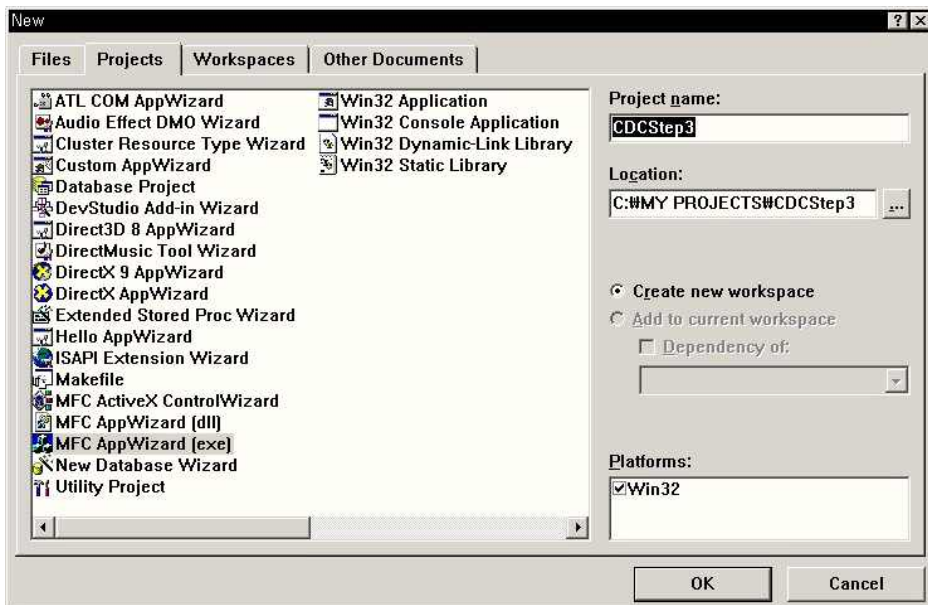 New
Files Projects Workspaces Other Documents
ATL COM AppWizard
Audio Effect DMO Wizard
Cluster Resource Type Wizard
Custom AppWizard
Database Project
DevStudio Add-in Wizard
Direct3D 8 AppWizard
DirectMusic Tool Wizard
DirectX 9 AppWizard
DirectX AppWizard
Extended Stored Proc Wizard
Hello AppWizard
ISAPI Extension Wizard
Makefile
MFC ActiveX ControlWizard
MFC AppWizard (dll)
MFC AppWizard (exe)
New Database Wizard
Utility Project
Win32 Application
Win32 Console Application
Win32 Dynamic-Link Library
Win32 Static Library
Project name:
CDCStep3
Location:
C:₩MY PROJECTS₩CDCStep3 ...
Create new workspace
Add to current workspace
Dependency of:
Platforms:
Win32
OK Cancel